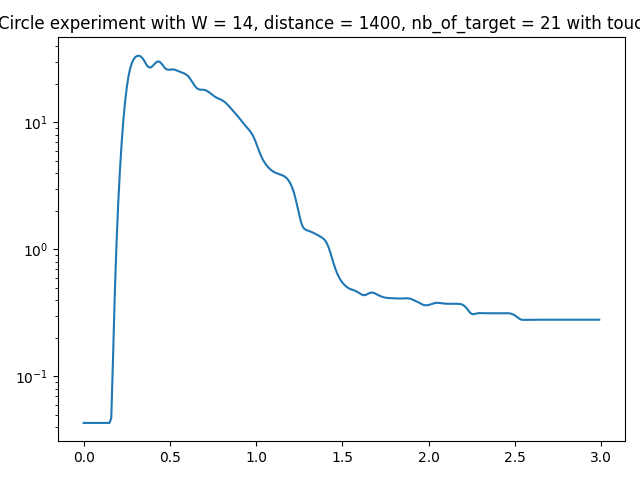 Circle experiment with W = 14, distance = 1400, nb_of_target = 21 with touc
10¹
10⁰
10⁻¹
0.0 0.5 1.0 1.5 2.0 2.5 3.0